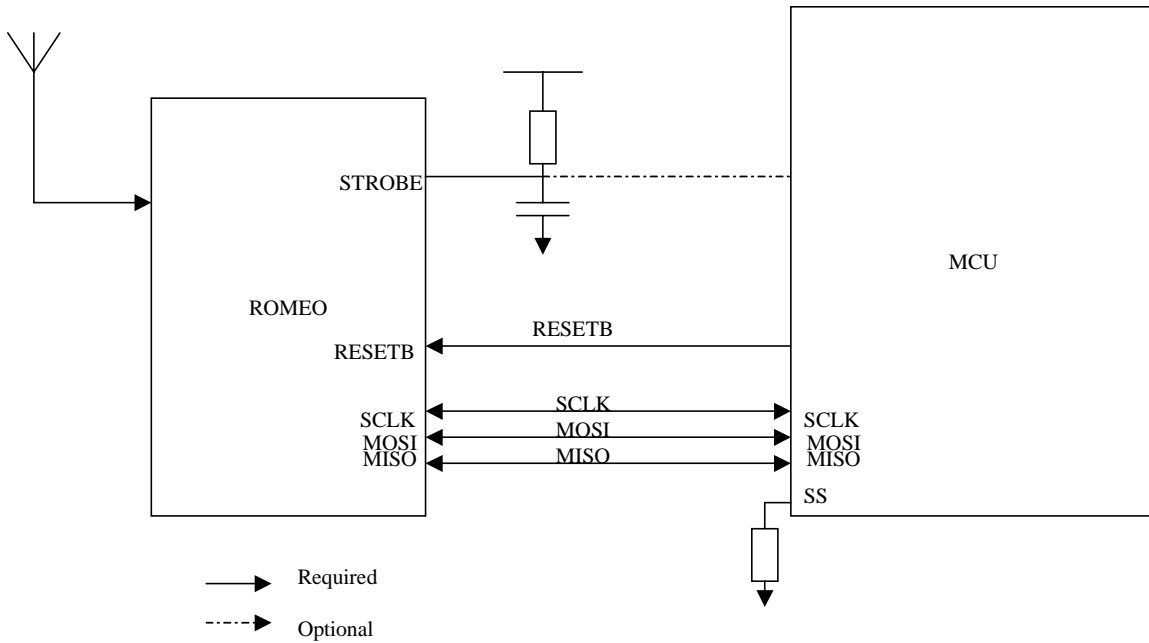 STROBE
MCU
ROMEO
RESETB
RESETB
SCLK
SCLK
SCLK
MOSI
MOSI
MOSI
MISO
MISO
MISO
SS
Required
Optional